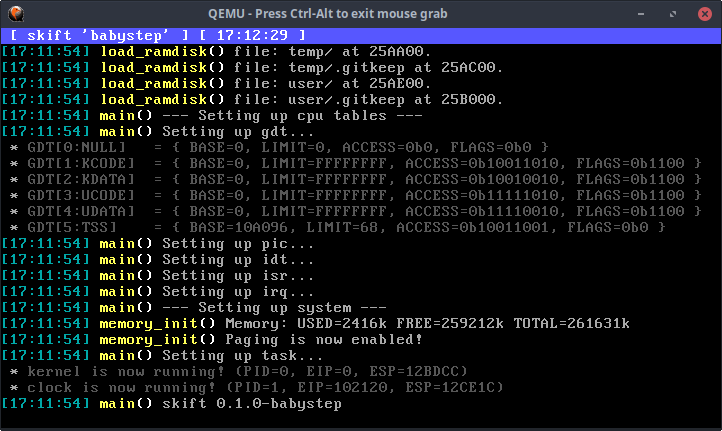 QEMU - Press Ctrl-Alt to exit mouse grab
[ skift 'babystep' ] [ 17:12:29 ]
[17:11:54] load_ramdisk() file: temp/ at 25AA00.
[17:11:54] load_ramdisk() file: temp/.gitkeep at 25AC00.
[17:11:54] load_ramdisk() file: user/ at 25AE00.
[17:11:54] load_ramdisk() file: user/.gitkeep at 25B000.
[17:11:54] main() --- Setting up cpu tables ---
[17:11:54] main() Setting up gdt...
* GDT[0:NULL]   = { BASE=0, LIMIT=0, ACCESS=0b0, FLAGS=0b0 }
* GDT[1:KCODE]  = { BASE=0, LIMIT=FFFFFFFF, ACCESS=0b10011010, FLAGS=0b1100 }
* GDT[2:KDATA]  = { BASE=0, LIMIT=FFFFFFFF, ACCESS=0b10010010, FLAGS=0b1100 }
* GDT[3:UCODE]  = { BASE=0, LIMIT=FFFFFFFF, ACCESS=0b11111010, FLAGS=0b1100 }
* GDT[4:UDATA]  = { BASE=0, LIMIT=FFFFFFFF, ACCESS=0b11110010, FLAGS=0b1100 }
* GDT[5:TSS]    = { BASE=10A096, LIMIT=68, ACCESS=0b10011001, FLAGS=0b0 }
[17:11:54] main() Setting up pic...
[17:11:54] main() Setting up idt...
[17:11:54] main() Setting up isr...
[17:11:54] main() Setting up irq...
[17:11:54] main() --- Setting up system ---
[17:11:54] memory_init() Memory: USED=2416k FREE=259212k TOTAL=261631k
[17:11:54] memory_init() Paging is now enabled!
[17:11:54] main() Setting up task...
* kernel is now running! (PID=0, EIP=0, ESP=12BDCC)
* clock is now running! (PID=1, EIP=102120, ESP=12CE1C)
[17:11:54] main() skift 0.1.0-babystep